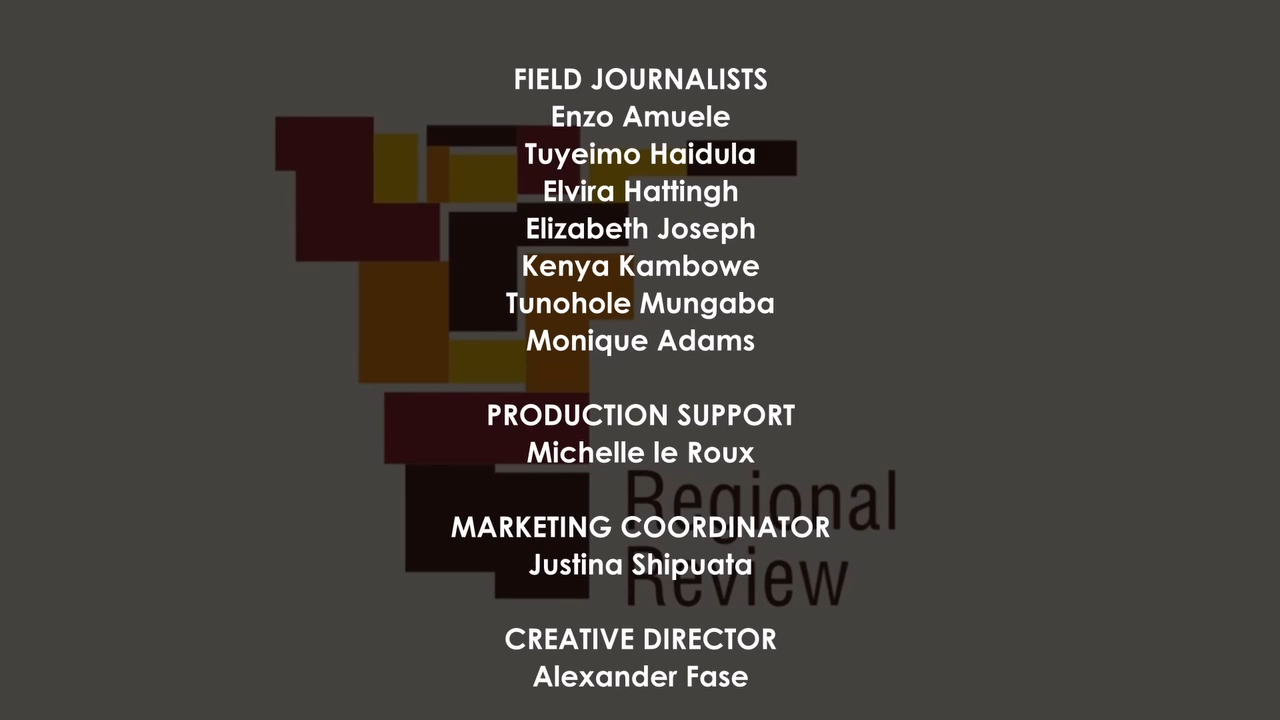 FIELD JOURNALISTS
Enzo Amuele
Tuyeimo Haidula
Elvira Hattingh
Elizabeth Joseph
Kenya Kambowe
Tunohole Mungaba
Monique Adams
PRODUCTION SUPPORT
Michelle le Roux
Regional
MARKETING COORDINATOR
Justina Shipuata
Review
CREATIVE DIRECTOR
Alexander Fase